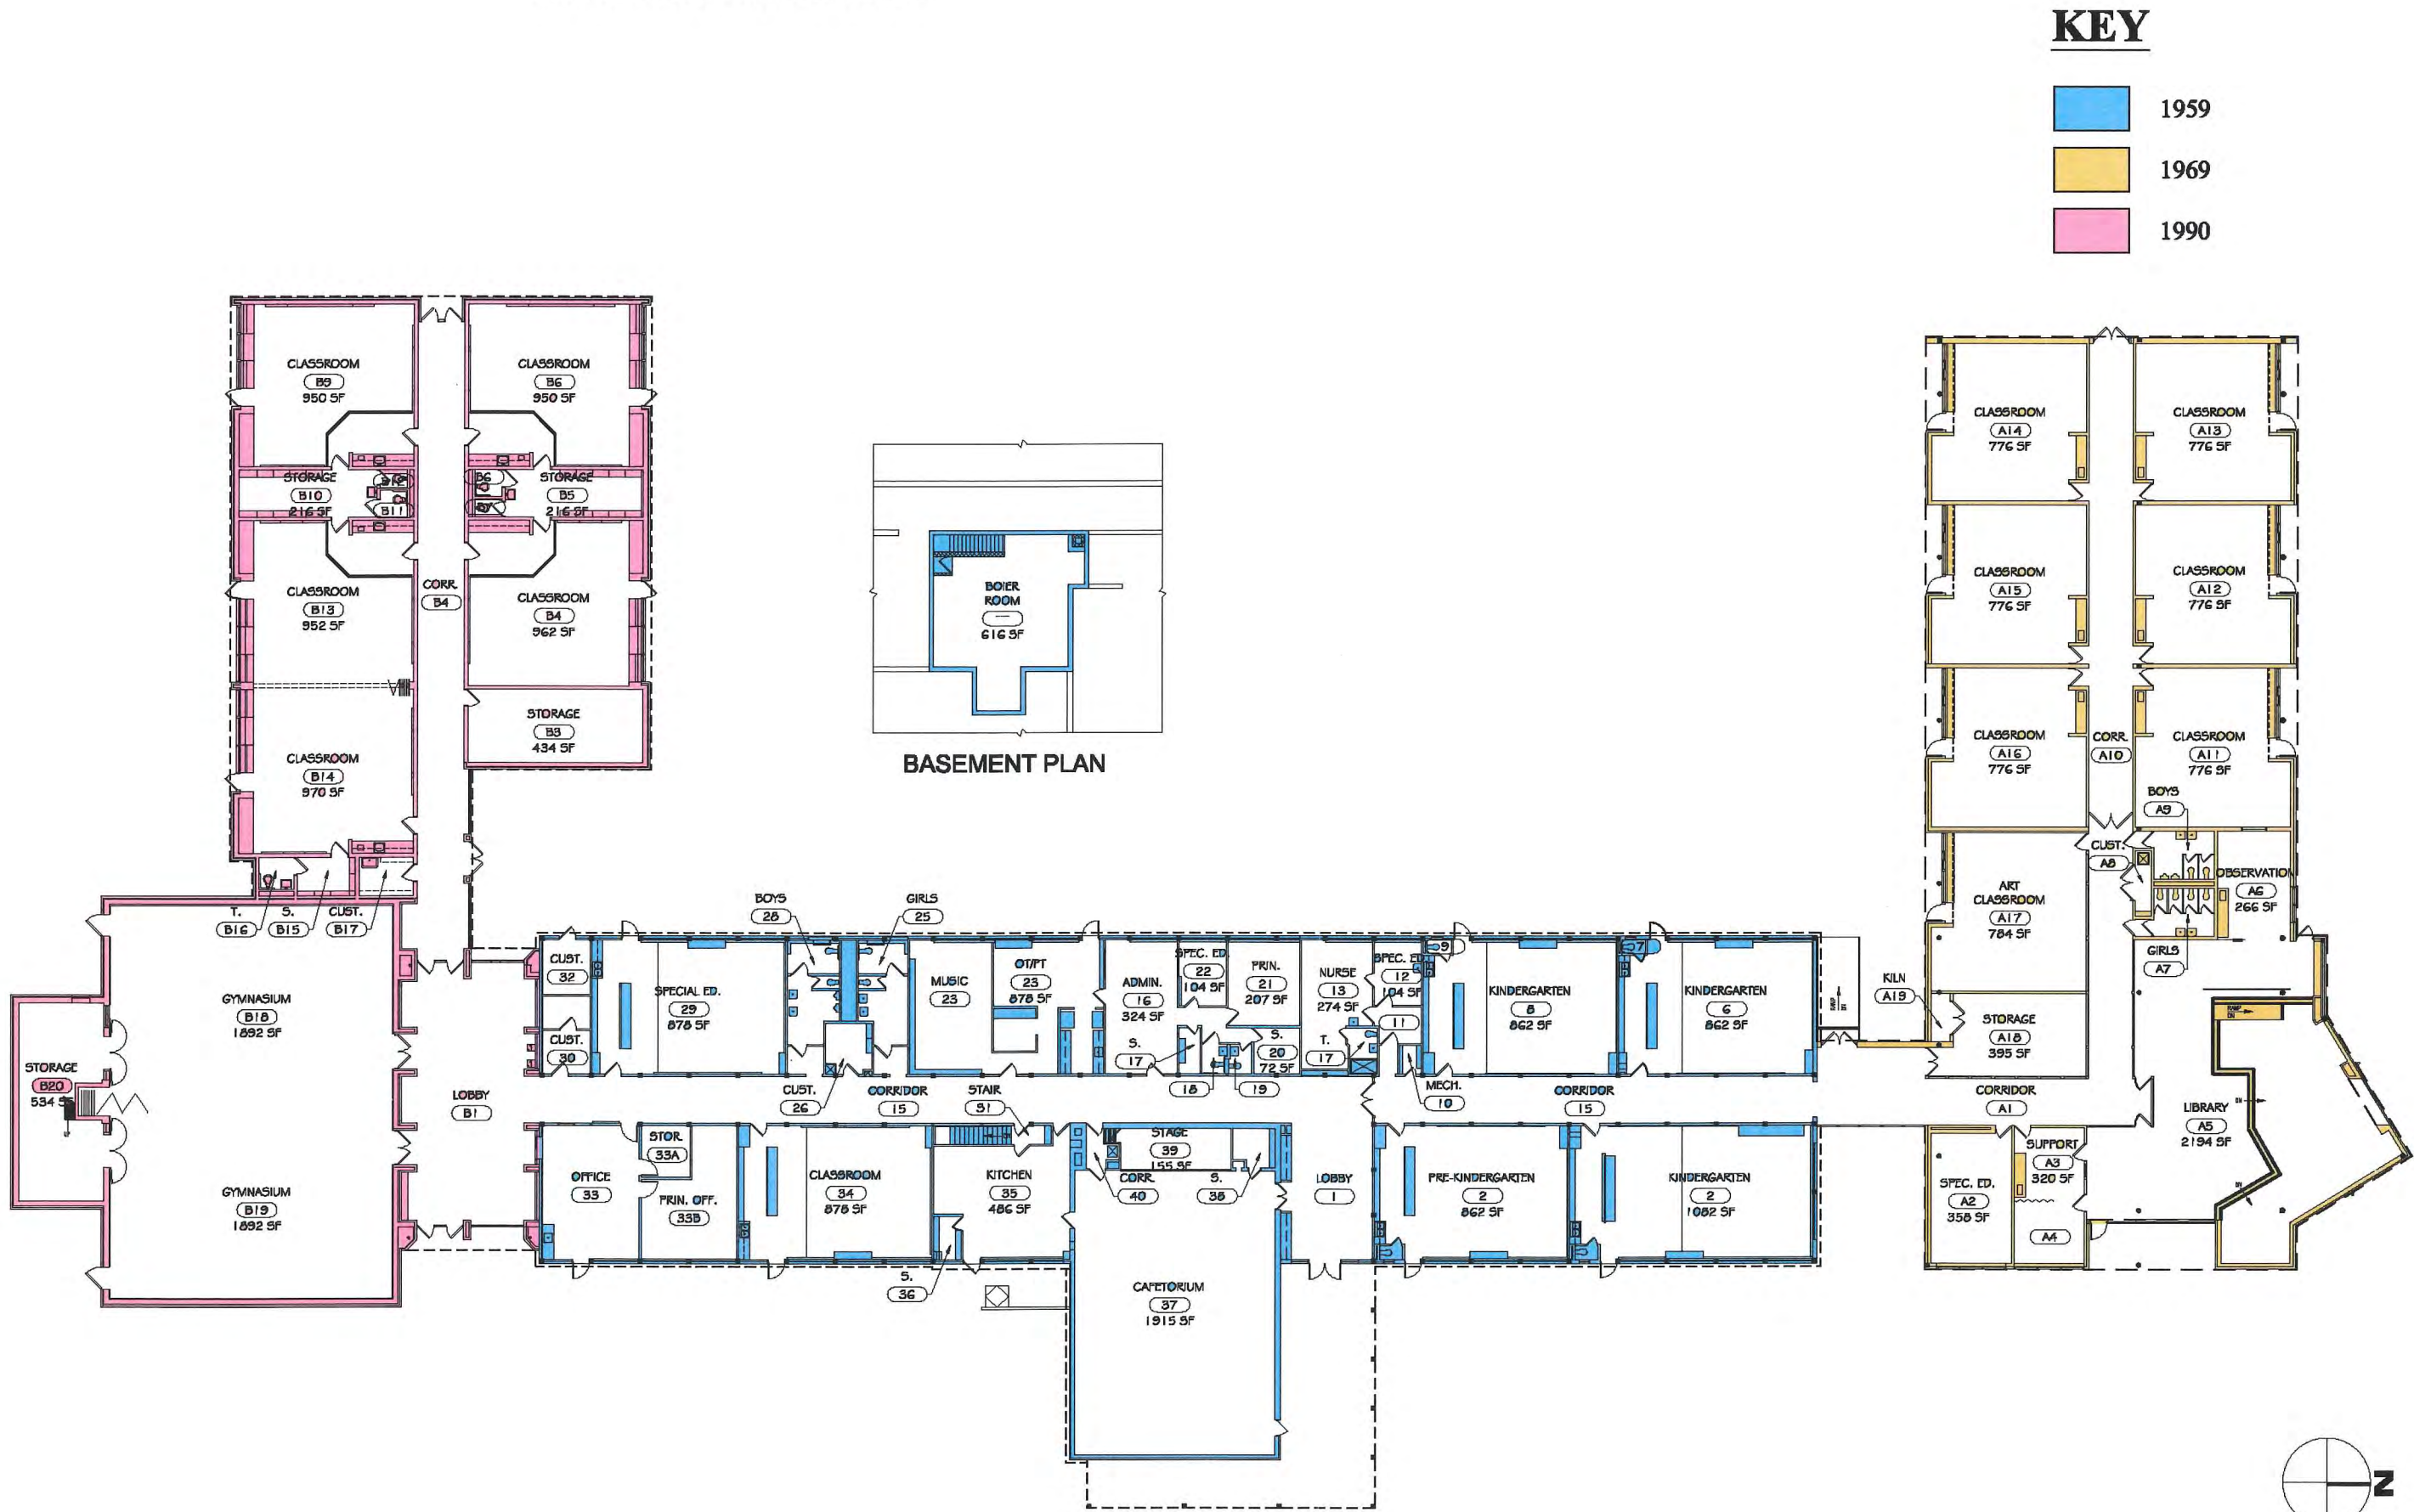 KEY
1959
1969
1990
CLASSROOM
B9
950 SF
CLASSROOM
B6
950 SF
STORAGE
B10
216 SF
B11
B6
STORAGE
B5
216 SF
CLASSROOM
B13
952 SF
CORR.
B4
CLASSROOM
B4
962 SF
CLASSROOM
B14
970 SF
STORAGE
B3
434 SF
T.
B16
S.
B15
CUST.
B17
GYMNASIUM
B18
1892 SF
STORAGE
B20
534 SF
GYMNASIUM
B19
1892 SF
LOBBY
B1
BOIER
ROOM
616 SF
BASEMENT PLAN
BOYS
28
GIRLS
25
CUST.
32
CUST.
30
SPECIAL ED.
29
878 SF
MUSIC
23
OT/PT
23
878 SF
ADMIN.
16
324 SF
SPEC. ED.
22
104 SF
PRIN.
21
207 SF
NURSE
13
274 SF
SPEC. ED.
12
104 SF
11
9
KINDERGARTEN
8
862 SF
7
KINDERGARTEN
6
862 SF
S.
17
18
19
S.
20
72 SF
T.
17
MECH.
10
CUST.
26
CORRIDOR
15
STAIR
S1
CORRIDOR
15
OFFICE
33
STOR.
33A
PRIN. OFF.
33B
CLASSROOM
34
878 SF
KITCHEN
35
486 SF
S.
36
STAGE
39
155 SF
CORR.
40
S.
38
LOBBY
1
CAFETORIUM
37
1915 SF
PRE-KINDERGARTEN
2
862 SF
KINDERGARTEN
2
1082 SF
CLASSROOM
A14
776 SF
CLASSROOM
A13
776 SF
CLASSROOM
A15
776 SF
CLASSROOM
A12
776 SF
CLASSROOM
A16
776 SF
CORR.
A10
CLASSROOM
A11
776 SF
BOYS
A9
CUST.
A8
OBSERVATION
A6
266 SF
ART
CLASSROOM
A17
784 SF
GIRLS
A7
KILN
A19
STORAGE
A18
395 SF
CORRIDOR
A1
LIBRARY
A5
2194 SF
SPEC. ED.
A2
358 SF
SUPPORT
A3
320 SF
A4
N